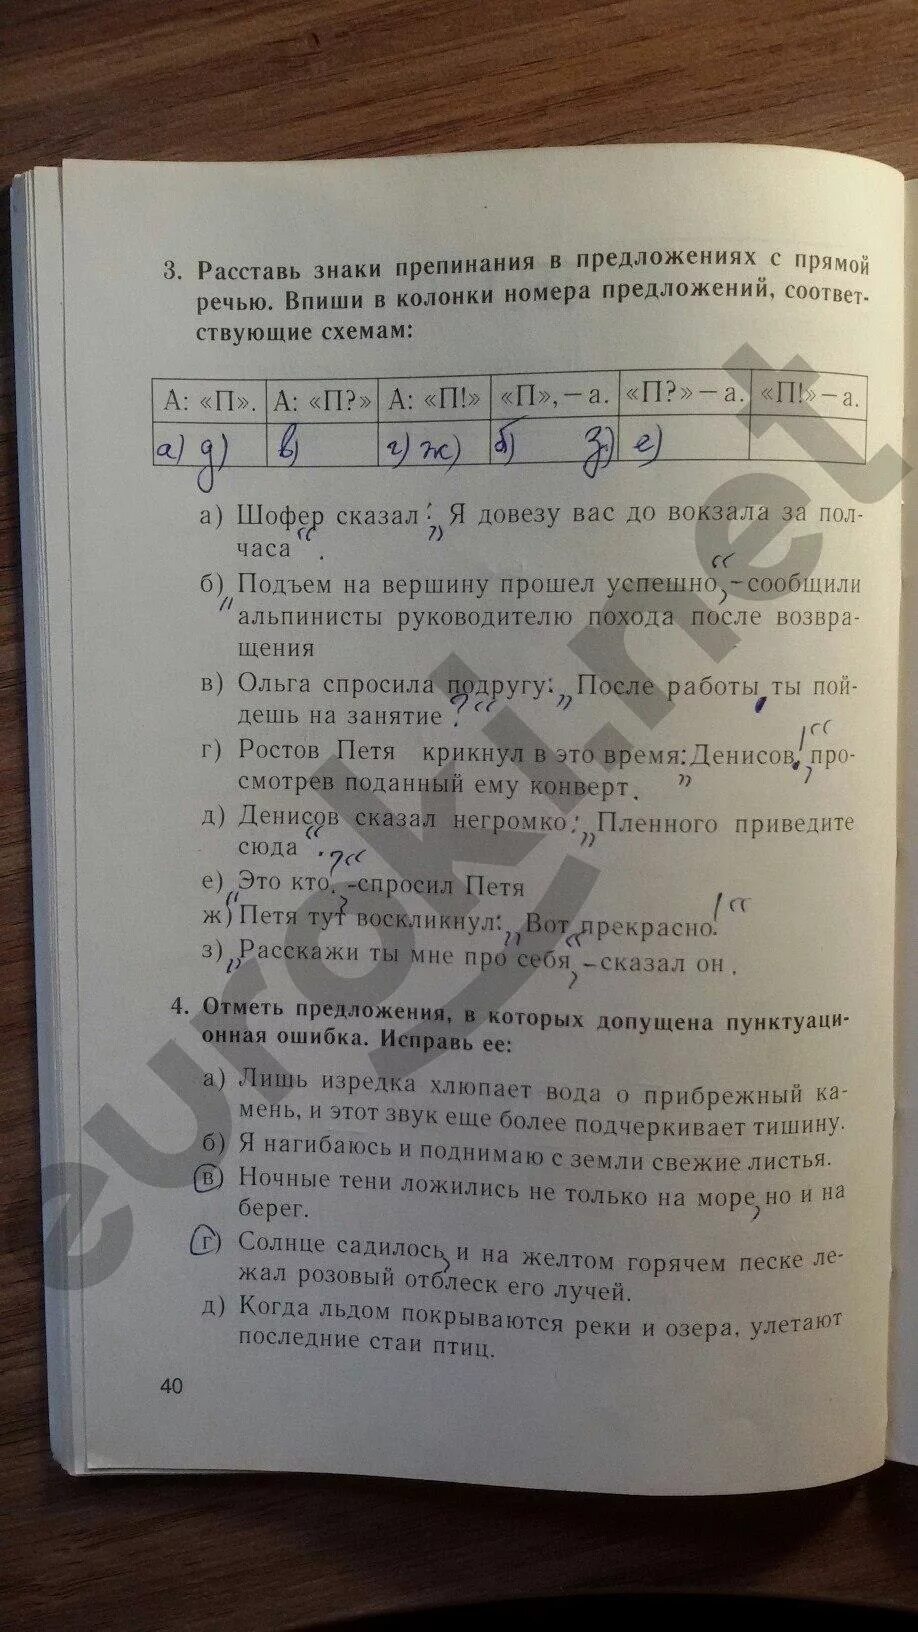 3. Расставь знаки препинания в предложениях с прямой
речью. Впиши в колонки номера предложений, соответ-
ствующие схемам:
А: «П». А: «П?» А: «П!» «П», – а. «П?» – а. «П!» – а.
а) д) в) г) ж) б) з) е)
а) Шофер сказал: „Я довезу вас до вокзала за пол-
часа“.
б) „Подъем на вершину прошел успешно“, – сообщили
альпинисты руководителю похода после возвра-
щения
в) Ольга спросила подругу: „После работы, ты пой-
дешь на занятие?“
г) Ростов Петя крикнул в это время: „Денисов!“, про-
смотрев поданный ему конверт.
д) Денисов сказал негромко: „Пленного приведите
сюда“.
е) „Это кто?“, – спросил Петя
ж) Петя тут воскликнул: „Вот прекрасно!“
з) „Расскажи ты мне про себя“, – сказал он.
4. Отметь предложения, в которых допущена пунктуаци-
онная ошибка. Исправь ее:
а) Лишь изредка хлюпает вода о прибрежный ка-
мень, и этот звук еще более подчеркивает тишину.
б) Я нагибаюсь и поднимаю с земли свежие листья.
в) Ночные тени ложились не только на море, но и на
берег.
г) Солнце садилось, и на желтом горячем песке ле-
жал розовый отблеск его лучей.
д) Когда льдом покрываются реки и озера, улетают
последние стаи птиц.
40
euroki.net